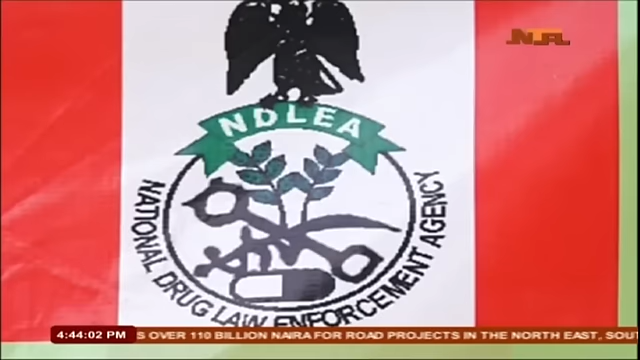 NDLEA
NATIONAL DRUG LAW ENFORCEMENT AGENCY
4:44:02 PM
S OVER 110 BILLION NAIRA FOR ROAD PROJECTS IN THE NORTH EAST, SOUT